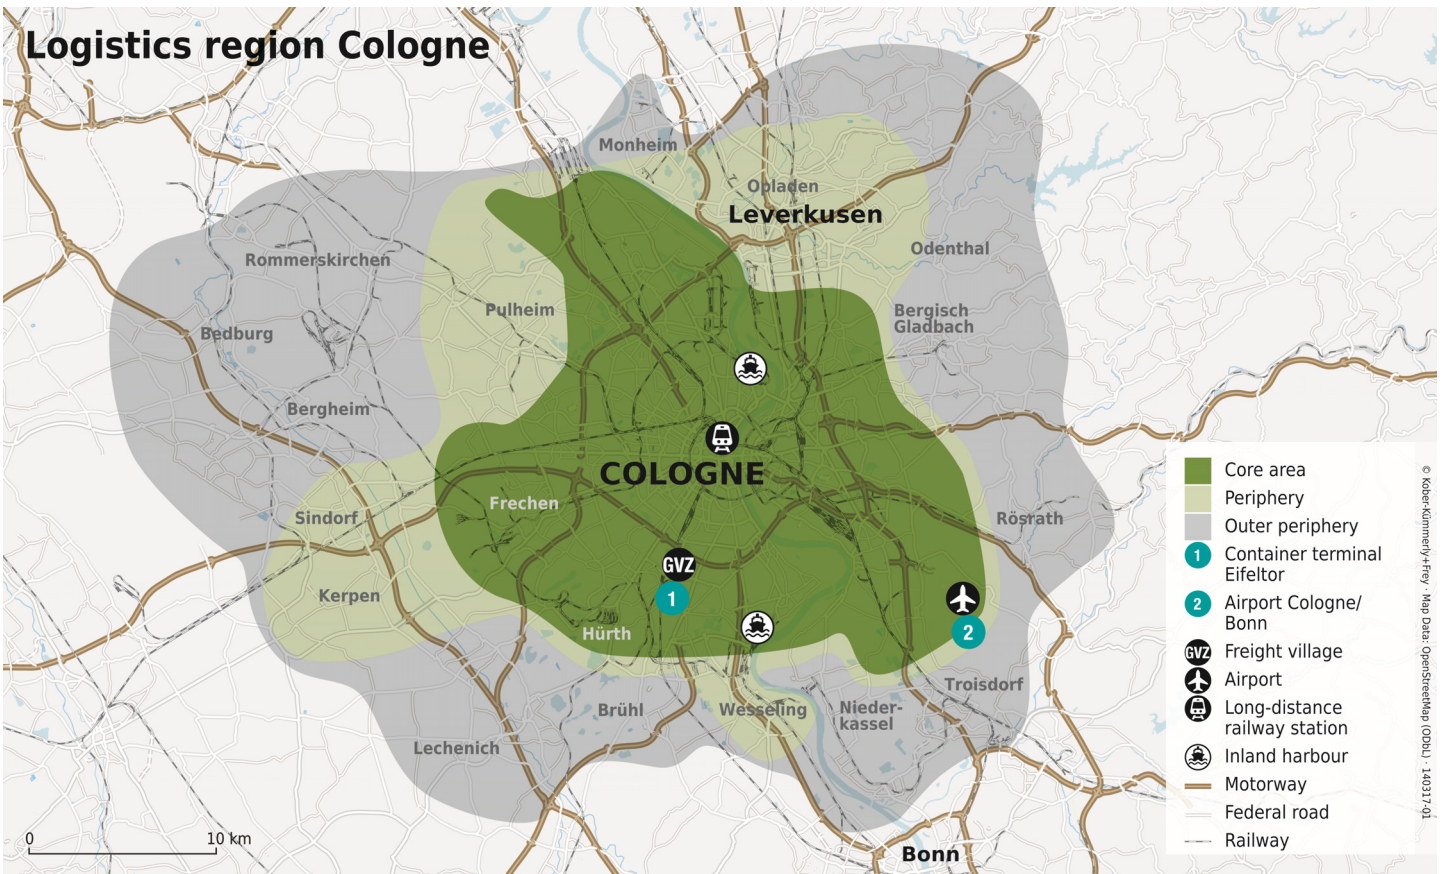 Logistics region Cologne
Monheim
Opladen
Leverkusen
Odenthal
Rommerskirchen
Pulheim
Bergisch
Gladbach
Bedburg
Bergheim
COLOGNE
Frechen
Sindorf
Rösrath
GVZ
1
Kerpen
Hürth
2
Troisdorf
Brühl
Wesseling
Nieder-
kassel
Lechenich
Bonn
0 10 km
Core area
Periphery
Outer periphery
1 Container terminal
Eifeltor
2 Airport Cologne/
Bonn
GVZ Freight village
Airport
Long-distance
railway station
Inland harbour
Motorway
Federal road
Railway
© Kober-Kümmerly+Frey · Map Data: OpenStreetMap (ODbL) · 140317-01